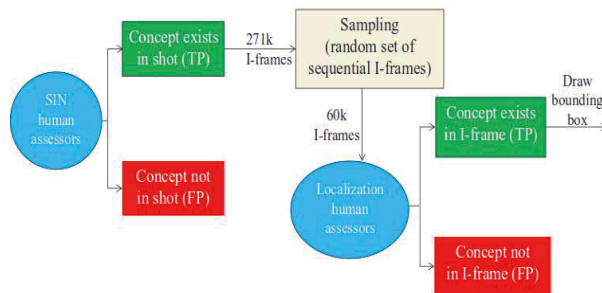 SIN
human
assessors
Concept exists
in shot (TP)
Concept not
in shot (FP)
271k
I-frames
Sampling
(random set of
sequential I-frames)
60k
I-frames
Localization
human
assessors
Concept exists
in I-frame (TP)
Concept not
in I-frame (FP)
Draw
bounding
box